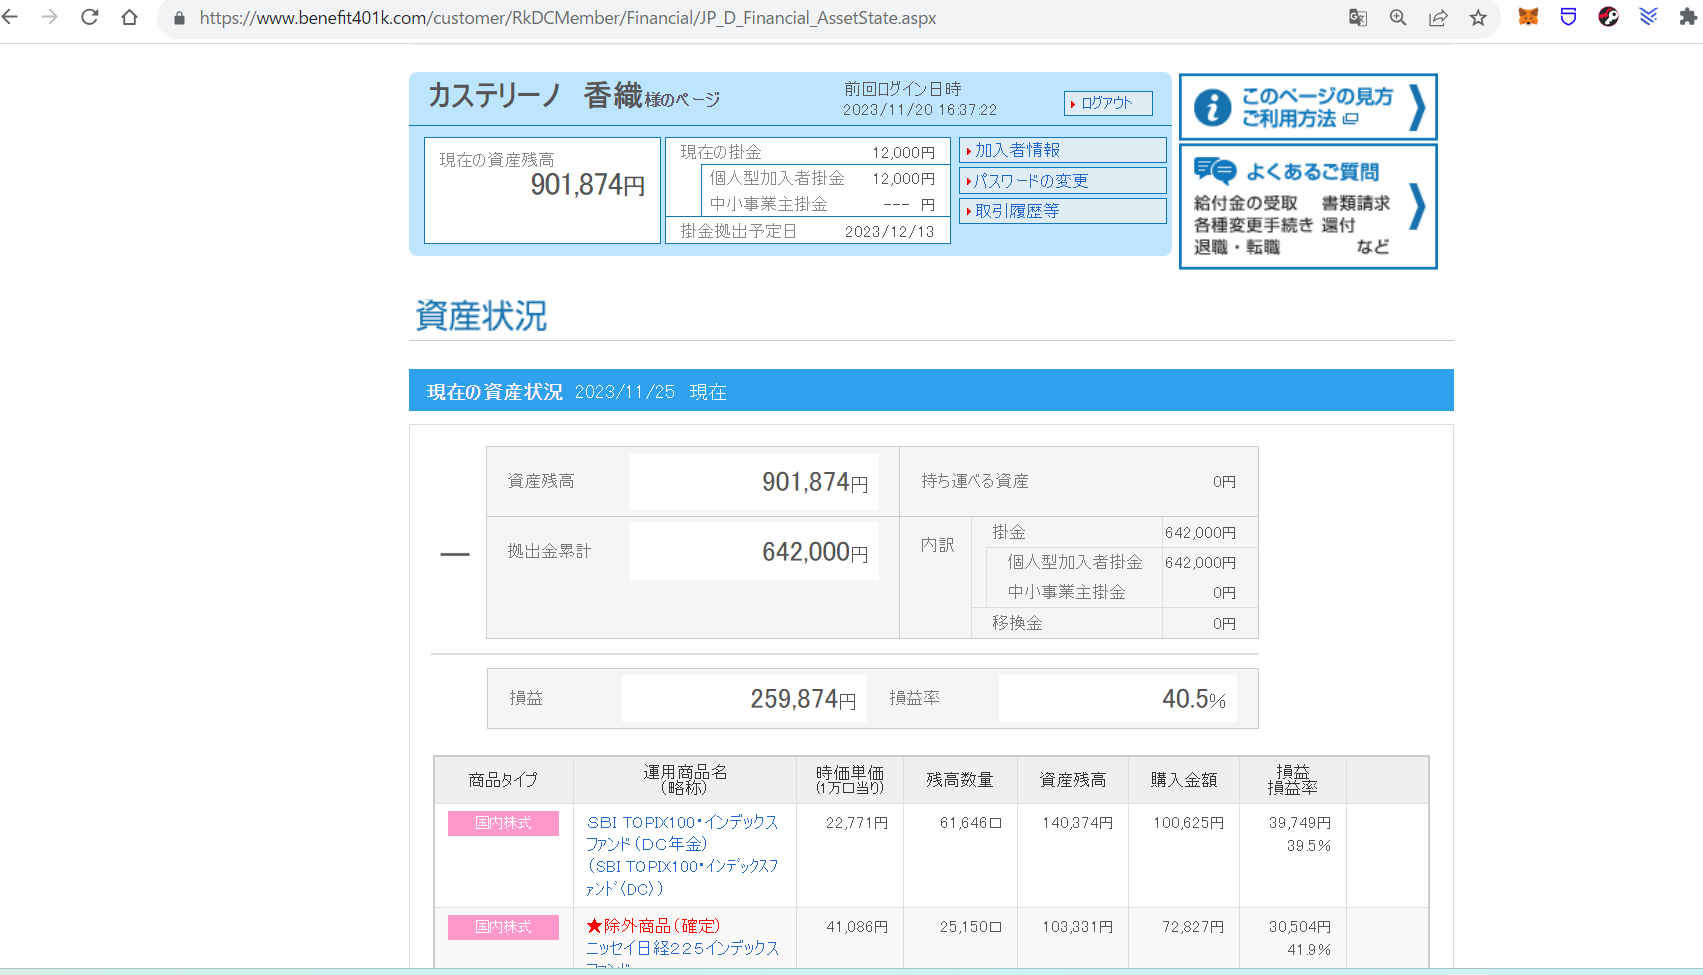 https://www.benefit401k.com/customer/RkDCMember/Financial/JP_D_Financial_AssetState.aspx
カステリーノ 香織様のページ
前回ログイン日時
2023/11/20 16:37:22
ログアウト
現在の資産残高
901,874円
現在の掛金 12,000円
個人型加入者掛金 12,000円
中小事業主掛金 --- 円
掛金拠出予定日 2023/12/13
加入者情報
パスワードの変更
取引履歴等
このページの見方
ご利用方法
よくあるご質問
給付金の受取 書類請求
各種変更手続き 還付
退職・転職 など
資産状況
現在の資産状況 2023/11/25 現在
資産残高 901,874円 持ち運べる資産 0円
拠出金累計 642,000円 内訳 掛金 642,000円
個人型加入者掛金 642,000円
中小事業主掛金 0円
移換金 0円
損益 259,874円 損益率 40.5%
商品タイプ 運用商品名 時価単価 残高数量 資産残高 購入金額 損益
(略称) (1万口当り) 損益率
国内株式 SBI TOPIX100・インデックス 22,771円 61,646口 140,374円 100,625円 39,749円
ファンド(DC年金) 39.5%
(SBI TOPIX100・インデックスフ
ァンド〈DC〉)
国内株式 ★除外商品(確定) 41,086円 25,150口 103,331円 72,827円 30,504円
ニッセイ日経225インデックス 41.9%
ファンド